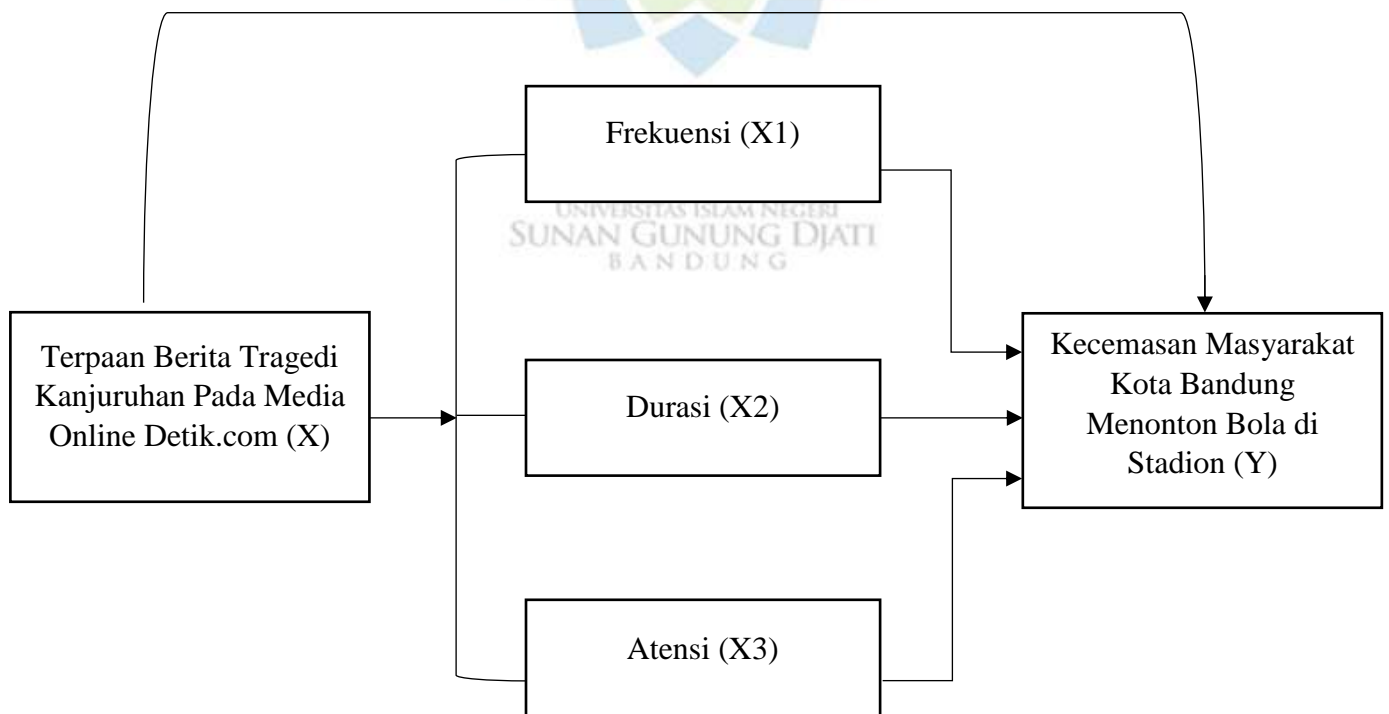 Frekuensi (X1)
UNIVERSITAS ISLAM NEGERI
SUNAN GUNUNG DJATI
BANDUNG
Terpaan Berita Tragedi
Kanjuruhan Pada Media
Online Detik.com (X)
Durasi (X2)
Kecemasan Masyarakat
Kota Bandung
Menonton Bola di
Stadion (Y)
Atensi (X3)